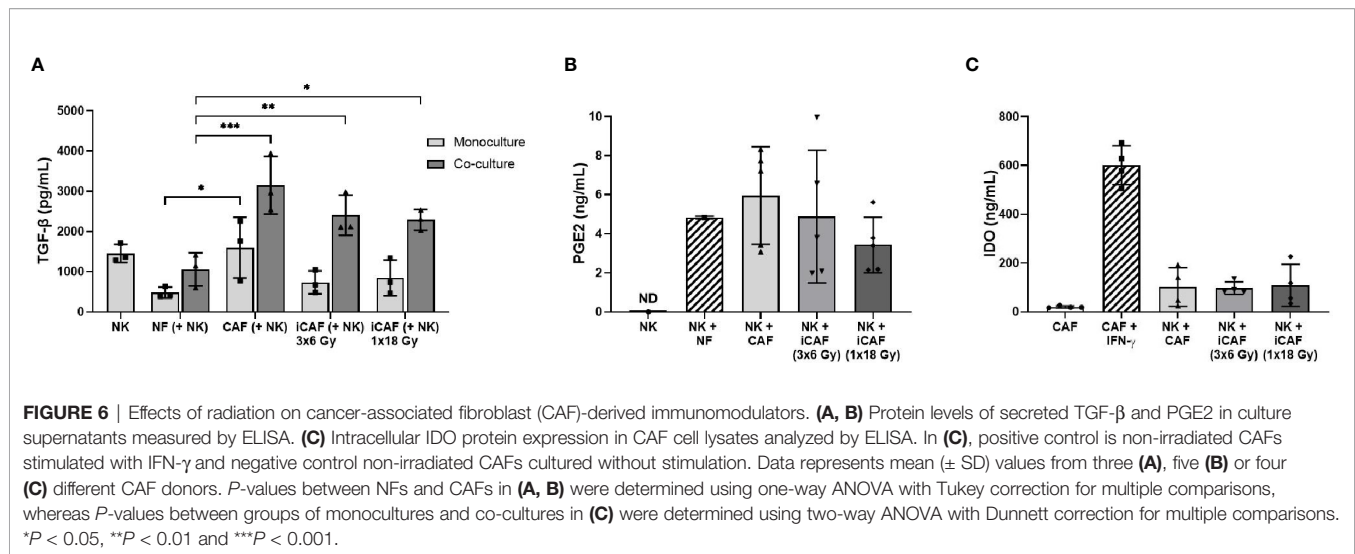 A
B
C
*
**
***
*
5000
4000
3000
2000
1000
0
TGF-β (pg/mL)
Monoculture
Co-culture
NK
NF (+ NK)
CAF (+ NK)
iCAF (+ NK)
3x6 Gy
iCAF (+ NK)
1x18 Gy
10
8
6
4
2
0
PGE2 (ng/mL)
ND
NK
NK +
NF
NK +
CAF
NK +
iCAF
(3x6 Gy)
NK +
iCAF
(1x18 Gy)
800
600
400
200
0
IDO (ng/mL)
CAF
CAF +
IFN-γ
NK +
CAF
NK +
iCAF
(3x6 Gy)
NK +
iCAF
(1x18 Gy)
FIGURE 6 | Effects of radiation on cancer-associated fibroblast (CAF)-derived immunomodulators. (A, B) Protein levels of secreted TGF-β and PGE2 in culture
supernatants measured by ELISA. (C) Intracellular IDO protein expression in CAF cell lysates analyzed by ELISA. In (C), positive control is non-irradiated CAFs
stimulated with IFN-γ and negative control non-irradiated CAFs cultured without stimulation. Data represents mean (± SD) values from three (A), five (B) or four
(C) different CAF donors. P-values between NFs and CAFs in (A, B) were determined using one-way ANOVA with Tukey correction for multiple comparisons,
whereas P-values between groups of monocultures and co-cultures in (C) were determined using two-way ANOVA with Dunnett correction for multiple comparisons.
*P < 0.05, **P < 0.01 and ***P < 0.001.